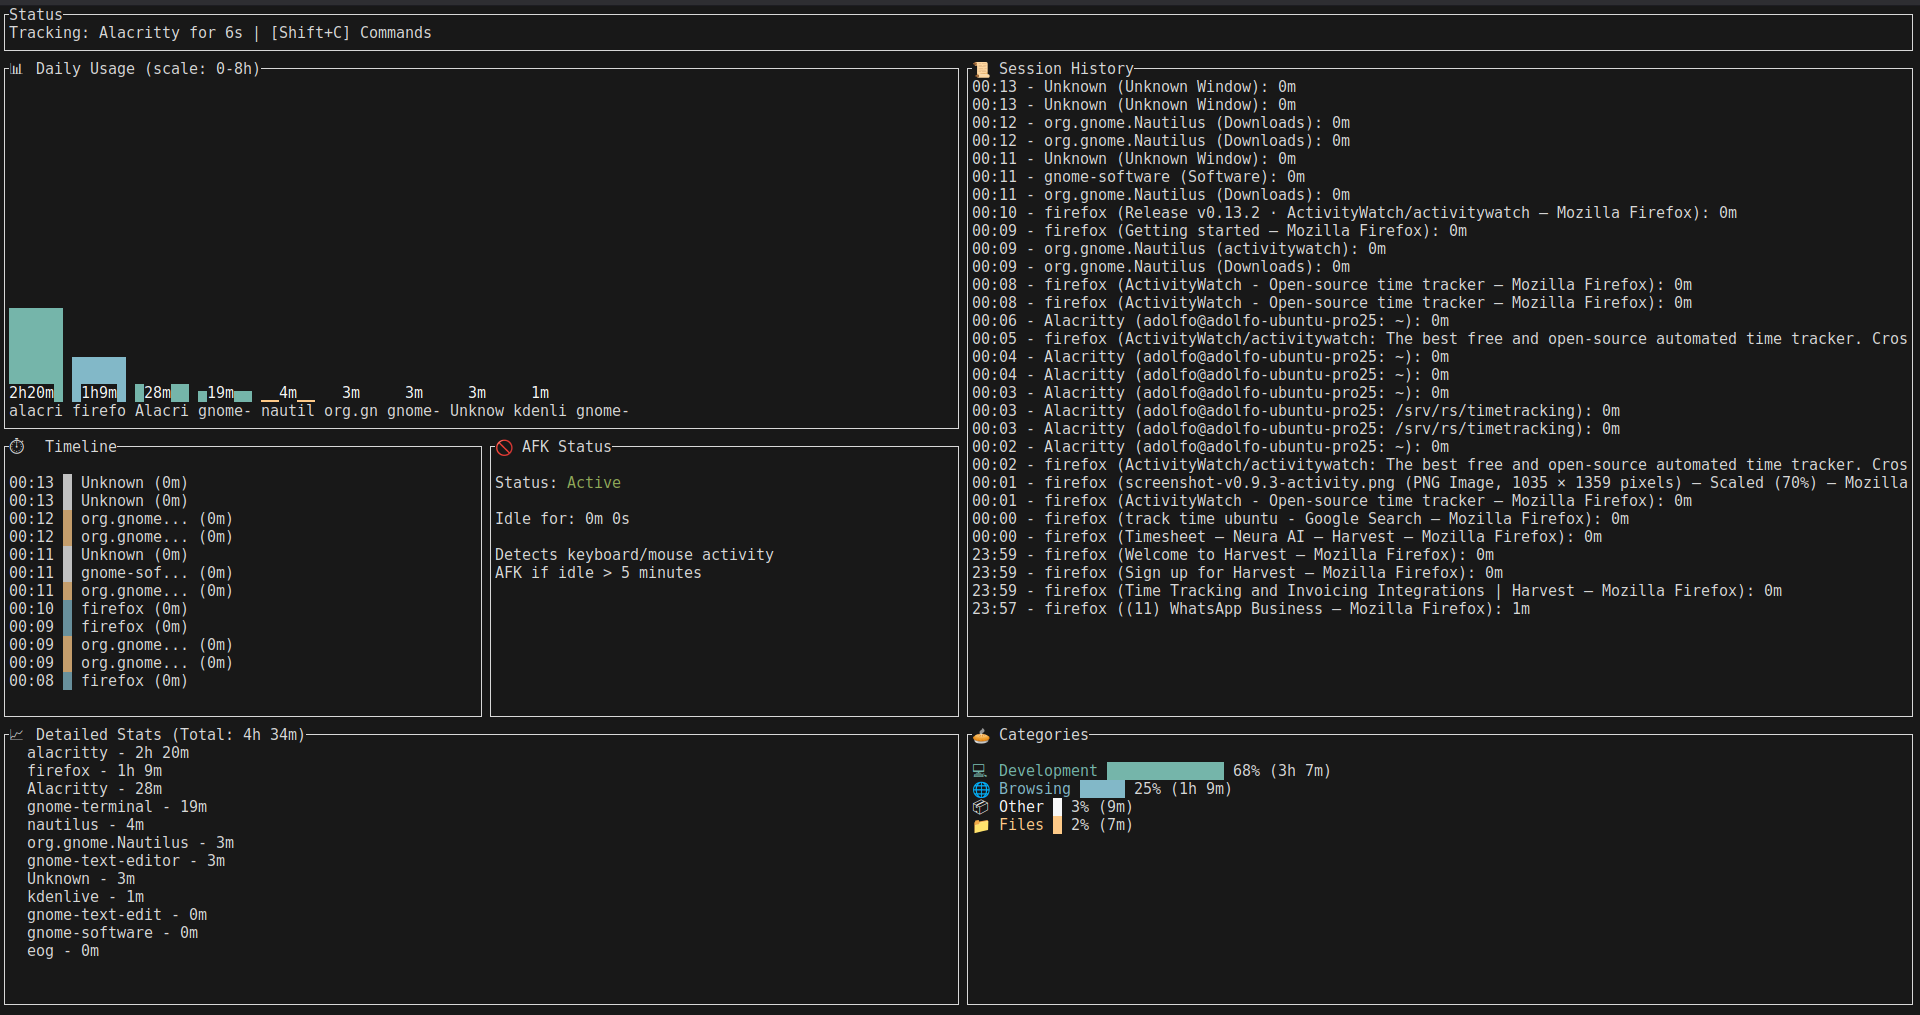 Status
Tracking: Alacritty for 6s | [Shift+C] Commands
📊 Daily Usage (scale: 0-8h)
2h20m 1h9m 28m 19m 4m 3m 3m 3m 1m
alacri firefo Alacri gnome- nautil org.gn gnome- Unknow kdenli gnome-
⏱ Timeline
00:13 Unknown (0m)
00:13 Unknown (0m)
00:12 org.gnome... (0m)
00:12 org.gnome... (0m)
00:11 Unknown (0m)
00:11 gnome-sof... (0m)
00:11 org.gnome... (0m)
00:10 firefox (0m)
00:09 firefox (0m)
00:09 org.gnome... (0m)
00:09 org.gnome... (0m)
00:08 firefox (0m)
🚫 AFK Status
Status: Active
Idle for: 0m 0s
Detects keyboard/mouse activity
AFK if idle > 5 minutes
📜 Session History
00:13 - Unknown (Unknown Window): 0m
00:13 - Unknown (Unknown Window): 0m
00:12 - org.gnome.Nautilus (Downloads): 0m
00:12 - org.gnome.Nautilus (Downloads): 0m
00:11 - Unknown (Unknown Window): 0m
00:11 - gnome-software (Software): 0m
00:11 - org.gnome.Nautilus (Downloads): 0m
00:10 - firefox (Release v0.13.2 · ActivityWatch/activitywatch — Mozilla Firefox): 0m
00:09 - firefox (Getting started — Mozilla Firefox): 0m
00:09 - org.gnome.Nautilus (activitywatch): 0m
00:09 - org.gnome.Nautilus (Downloads): 0m
00:08 - firefox (ActivityWatch - Open-source time tracker — Mozilla Firefox): 0m
00:08 - firefox (ActivityWatch - Open-source time tracker — Mozilla Firefox): 0m
00:06 - Alacritty (adolfo@adolfo-ubuntu-pro25: ~): 0m
00:05 - firefox (ActivityWatch/activitywatch: The best free and open-source automated time tracker. Cros
00:04 - Alacritty (adolfo@adolfo-ubuntu-pro25: ~): 0m
00:04 - Alacritty (adolfo@adolfo-ubuntu-pro25: ~): 0m
00:03 - Alacritty (adolfo@adolfo-ubuntu-pro25: ~): 0m
00:03 - Alacritty (adolfo@adolfo-ubuntu-pro25: /srv/rs/timetracking): 0m
00:03 - Alacritty (adolfo@adolfo-ubuntu-pro25: /srv/rs/timetracking): 0m
00:02 - Alacritty (adolfo@adolfo-ubuntu-pro25: ~): 0m
00:02 - firefox (ActivityWatch/activitywatch: The best free and open-source automated time tracker. Cros
00:01 - firefox (screenshot-v0.9.3-activity.png (PNG Image, 1035 × 1359 pixels) — Scaled (70%) — Mozilla
00:01 - firefox (ActivityWatch - Open-source time tracker — Mozilla Firefox): 0m
00:00 - firefox (track time ubuntu - Google Search — Mozilla Firefox): 0m
00:00 - firefox (Timesheet — Neura AI — Harvest — Mozilla Firefox): 0m
23:59 - firefox (Welcome to Harvest — Mozilla Firefox): 0m
23:59 - firefox (Sign up for Harvest — Mozilla Firefox): 0m
23:59 - firefox (Time Tracking and Invoicing Integrations | Harvest — Mozilla Firefox): 0m
23:57 - firefox ((11) WhatsApp Business — Mozilla Firefox): 1m
📈 Detailed Stats (Total: 4h 34m)
alacritty - 2h 20m
firefox - 1h 9m
Alacritty - 28m
gnome-terminal - 19m
nautilus - 4m
org.gnome.Nautilus - 3m
gnome-text-editor - 3m
Unknown - 3m
kdenlive - 1m
gnome-text-edit - 0m
gnome-software - 0m
eog - 0m
🥧 Categories
💻 Development 68% (3h 7m)
🌐 Browsing 25% (1h 9m)
📦 Other 3% (9m)
📁 Files 2% (7m)